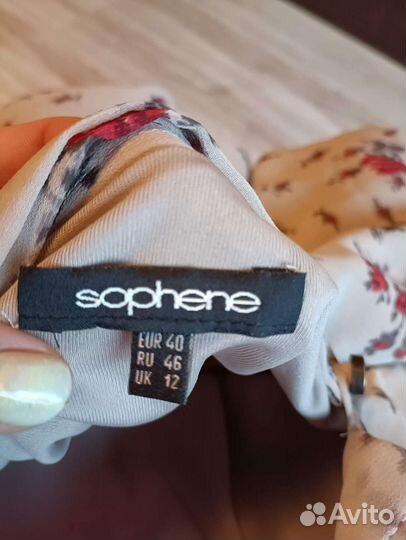 sophene
EUR 40
RU 46
UK 12
Avito